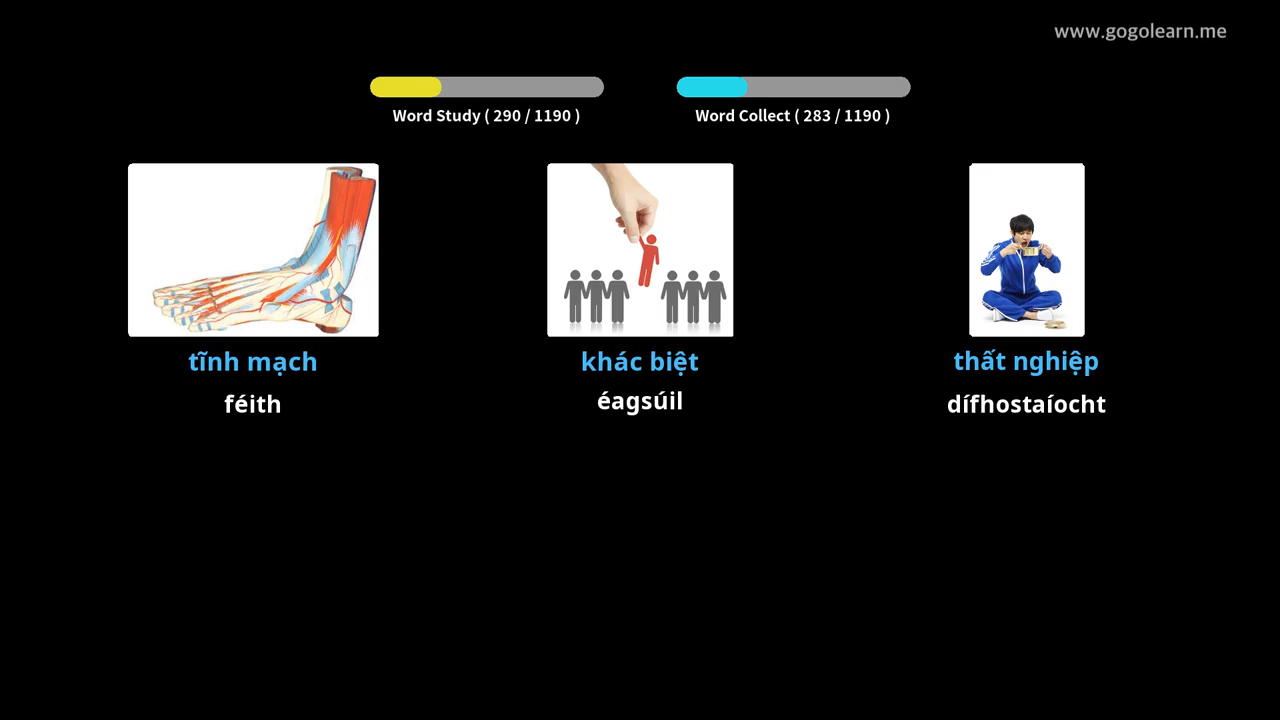 www.gogolearn.me
Word Study ( 290 / 1190 )
Word Collect ( 283 / 1190 )
tĩnh mạch
féith
khác biệt
éagsúil
thất nghiệp
dífhostaíocht